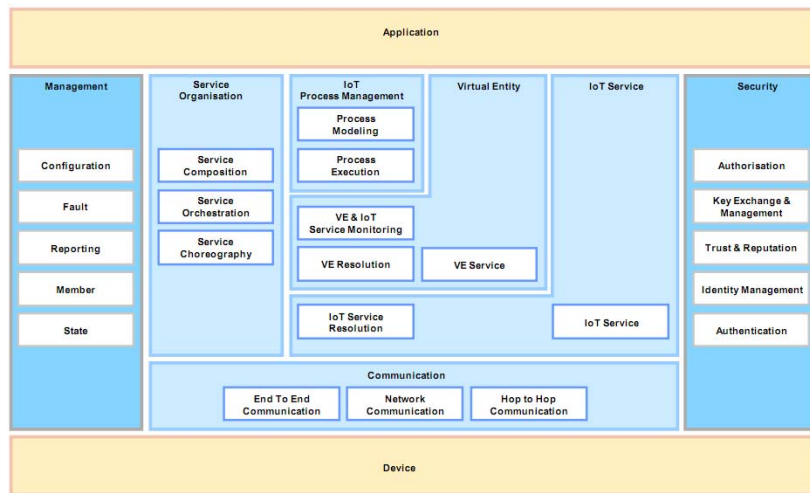 Application
Management
Service
Organisation
IoT
Process Management
Virtual Entity
IoT Service
Security
Process
Modeling
Configuration
Service
Composition
Process
Execution
Authorisation
Fault
Service
Orchestration
VE & IoT
Service Monitoring
Key Exchange &
Management
Reporting
Service
Choreography
VE Resolution
VE Service
Trust & Reputation
Member
Identity Management
State
IoT Service
Resolution
IoT Service
Authentication
Communication
End To End
Communication
Network
Communication
Hop to Hop
Communication
Device